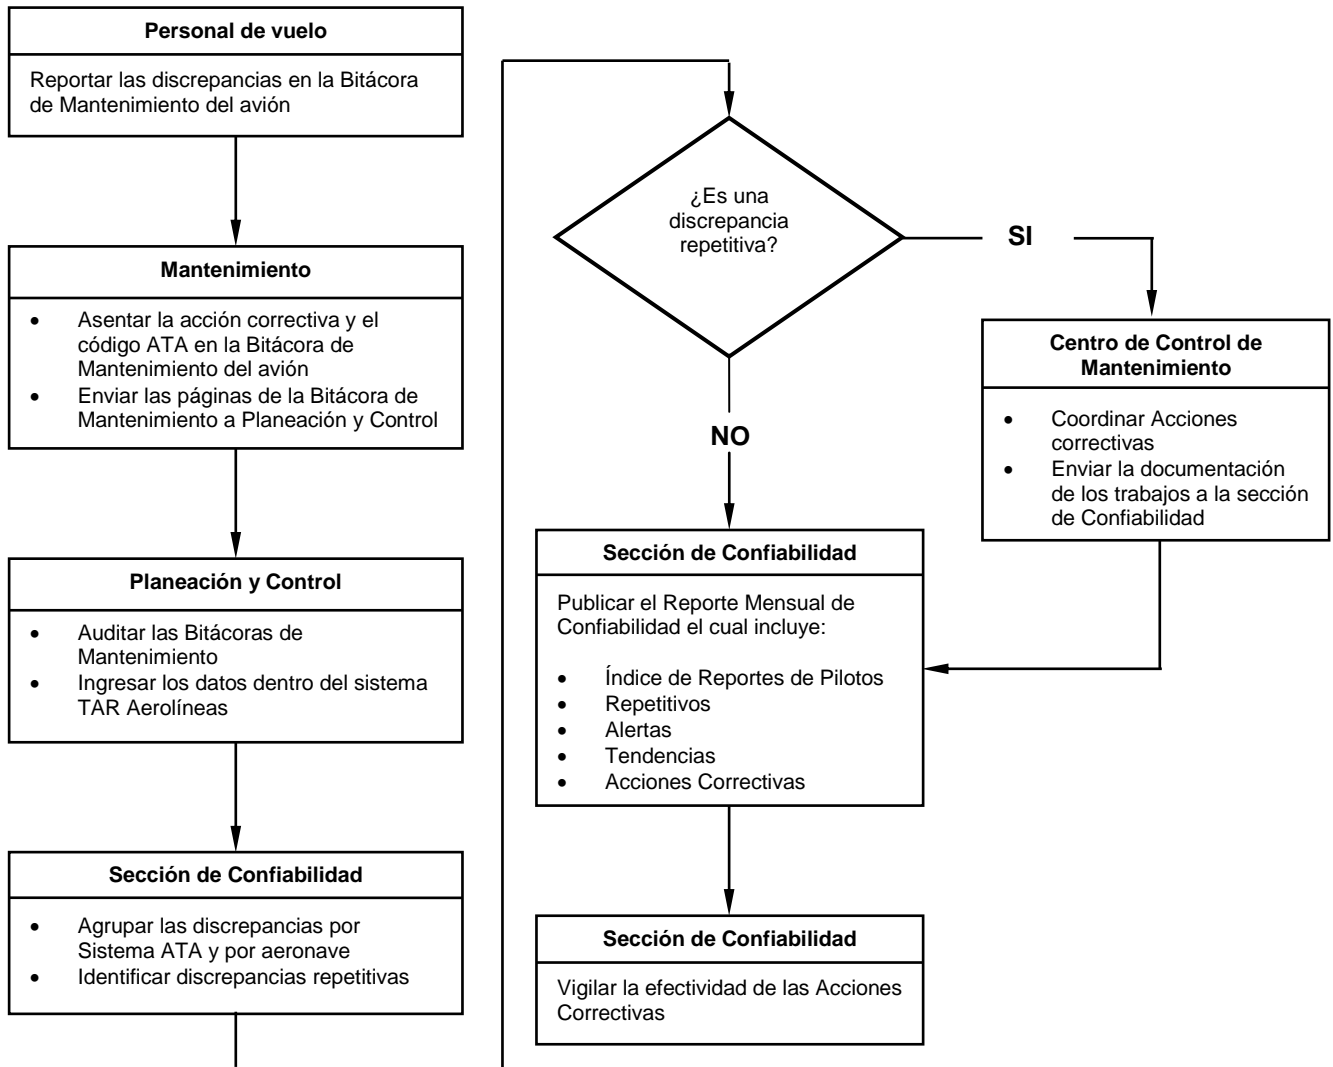 Personal de vuelo
Reportar las discrepancias en la Bitácora
de Mantenimiento del avión
Mantenimiento
• Asentar la acción correctiva y el
código ATA en la Bitácora de
Mantenimiento del avión
• Enviar las páginas de la Bitácora de
Mantenimiento a Planeación y Control
Planeación y Control
• Auditar las Bitácoras de
Mantenimiento
• Ingresar los datos dentro del sistema
TAR Aerolíneas
Sección de Confiabilidad
• Agrupar las discrepancias por
Sistema ATA y por aeronave
• Identificar discrepancias repetitivas
¿Es una
discrepancia
repetitiva?
SI
NO
Centro de Control de
Mantenimiento
• Coordinar Acciones
correctivas
• Enviar la documentación
de los trabajos a la sección
de Confiabilidad
Sección de Confiabilidad
Publicar el Reporte Mensual de
Confiabilidad el cual incluye:
• Índice de Reportes de Pilotos
• Repetitivos
• Alertas
• Tendencias
• Acciones Correctivas
Sección de Confiabilidad
Vigilar la efectividad de las Acciones
Correctivas